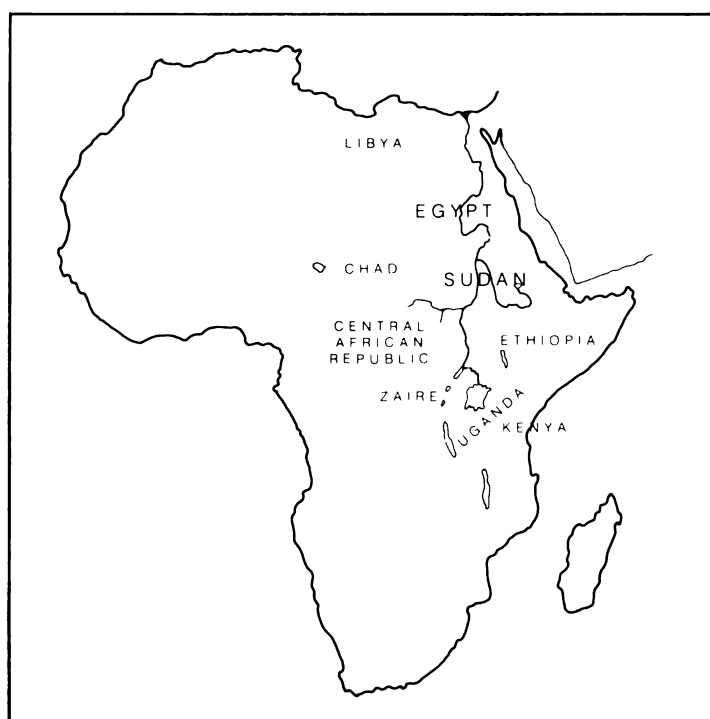 LIBYA
EGYPT
CHAD
SUDAN
CENTRAL
AFRICAN
REPUBLIC
ETHIOPIA
ZAIRE
UGANDA
KENYA